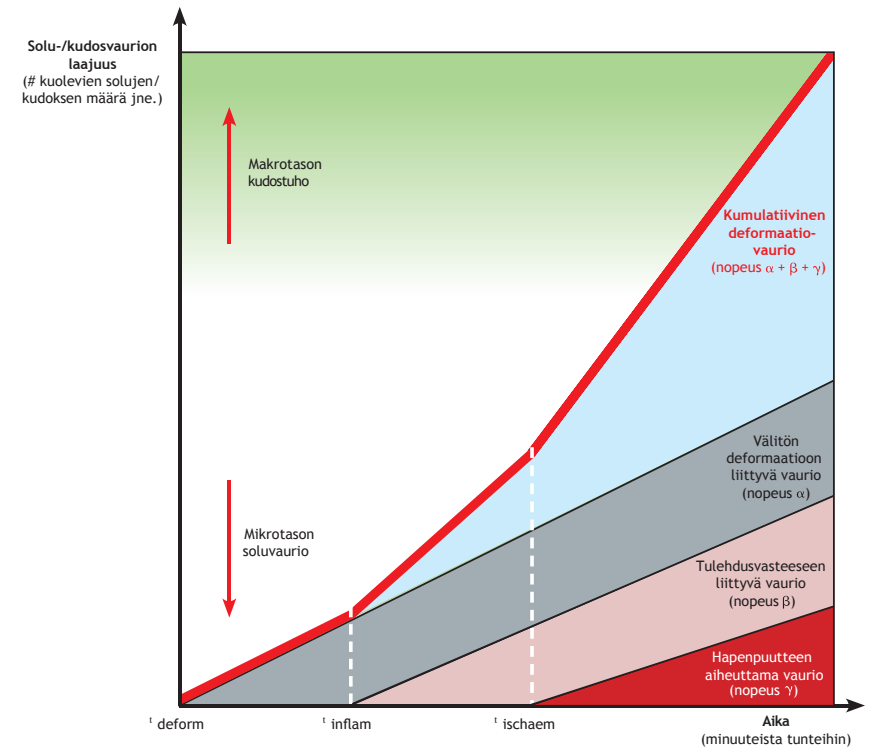 Solu-/kudosvaurion
laajuus
(# kuolevien solujen/
kudoksen määrä jne.)
Makrotason
kudostuho
Kumulatiivinen
deformaatio-
vaurio
(nopeus α + β + γ)
Välitön
deformaatioon
liittyvä vaurio
(nopeus α)
Mikrotason
soluvaurio
Tulehdusvasteeseen
liittyvä vaurio
(nopeus β)
Hapenpuutteen
aiheuttama vaurio
(nopeus γ)
t deform
t inflam
t ischaem
Aika
(minuuteista tunteihin)